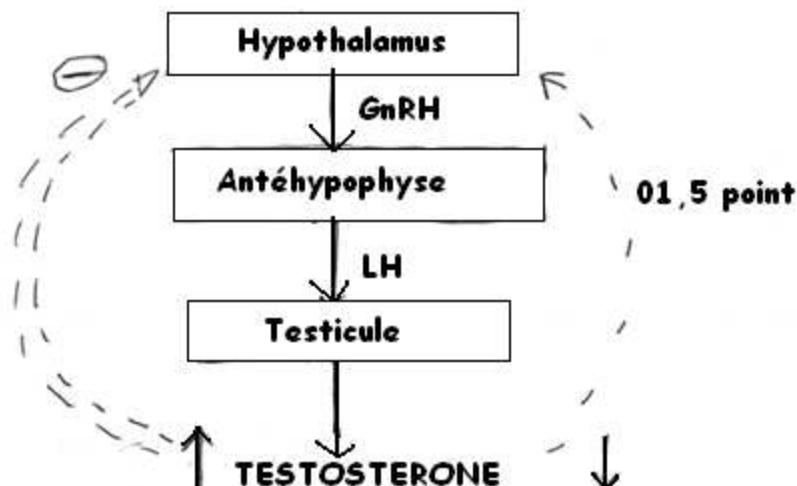 Hypothalamus
GnRH
Antéhypophyse
01,5 point
LH
Testicule
TESTOSTERONE